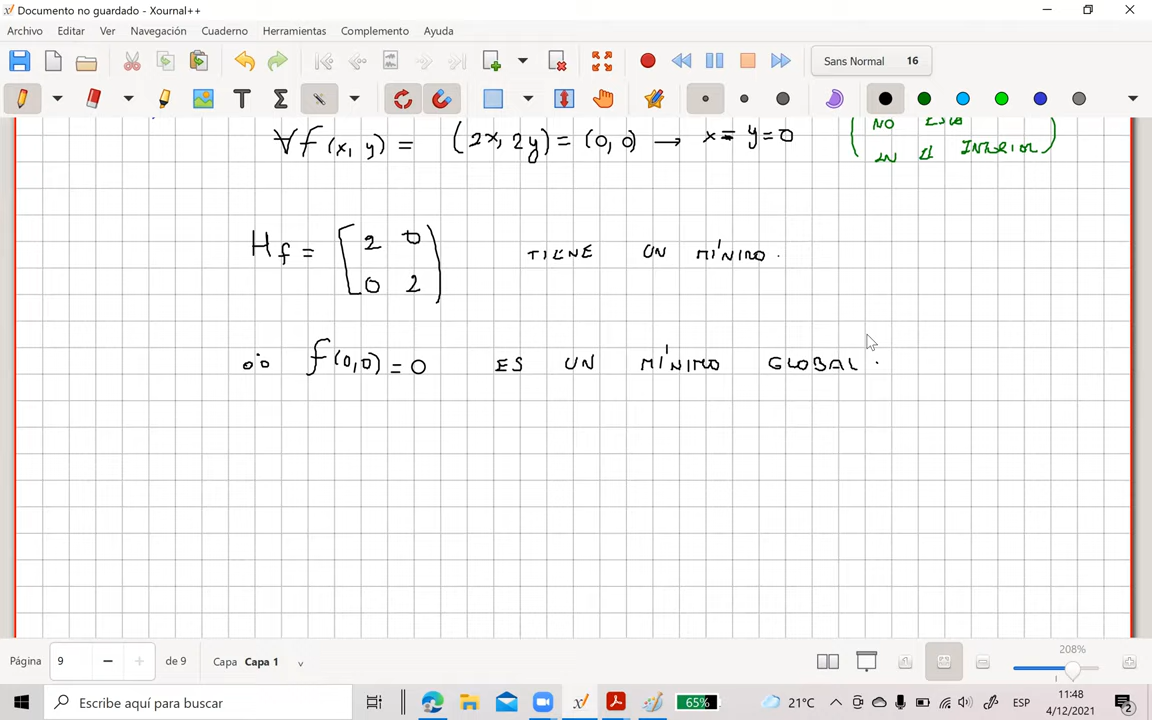 Documento no guardado - Xournal++
Archivo Editar Ver Navegación Cuaderno Herramientas Complemento Ayuda
Sans Normal 16
∀f(x, y) = (2x, 2y) = (0, 0) → x = y = 0
NO ESTA
EN El INTERIOR
Hf = [2 0
0 2] TIENE UN MÍNIMO.
f(0,0) = 0 ES UN MÍNIMO GLOBAL.
Página 9 de 9 Capa Capa 1 208%
Escribe aquí para buscar 65% 21°C ESP 11:48
4/12/2021 2